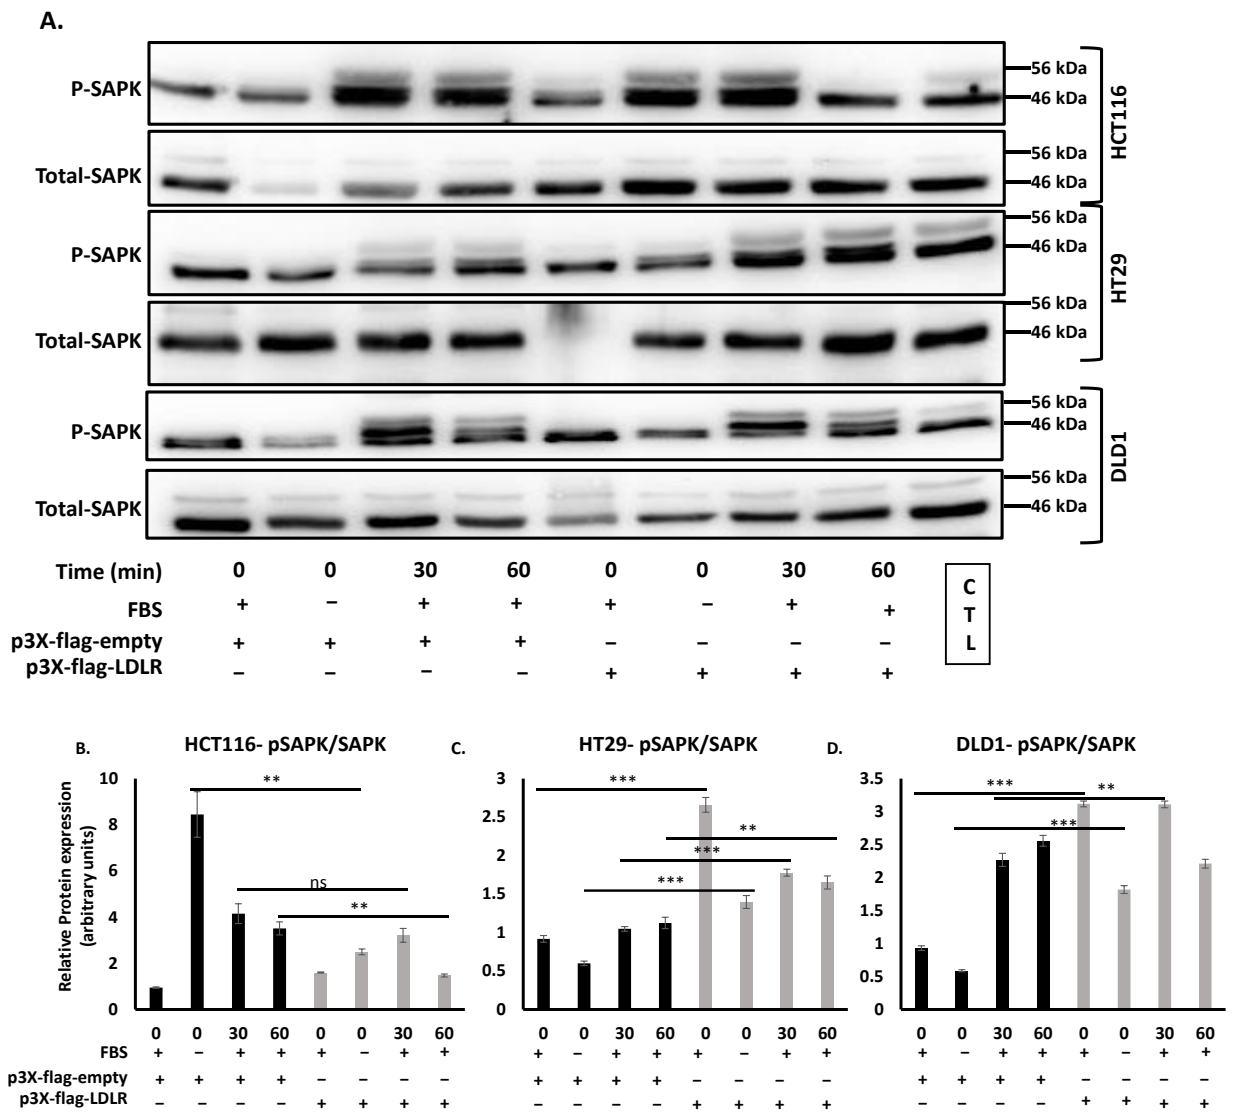 A.
P-SAPK
56 kDa
46 kDa
HCT116
Total-SAPK
56 kDa
46 kDa
P-SAPK
56 kDa
46 kDa
HT29
Total-SAPK
56 kDa
46 kDa
P-SAPK
56 kDa
46 kDa
DLD1
Total-SAPK
56 kDa
46 kDa
Time (min) 0 0 30 60 0 0 30 60
FBS + − + + + − + +
p3X-flag-empty + + + + − − − −
p3X-flag-LDLR − − − − + + + +
C
T
L
B. HCT116- pSAPK/SAPK
Relative Protein expression
(arbitrary units)
10
8
6
4
2
0
**
ns
**
0 0 30 60 0 0 30 60
FBS + − + + + − + +
p3X-flag-empty + + + + − − − −
p3X-flag-LDLR − − − − + + + +
C. HT29- pSAPK/SAPK
3
2.5
2
1.5
1
0.5
0
***
**
***
***
0 0 30 60 0 0 30 60
+ − + + + − + +
+ + + + − − − −
− − − − + + + +
D. DLD1- pSAPK/SAPK
3.5
3
2.5
2
1.5
1
0.5
0
***
**
***
0 0 30 60 0 0 30 60
+ − + + + − + +
+ + + + − − − −
− − − − + + + +